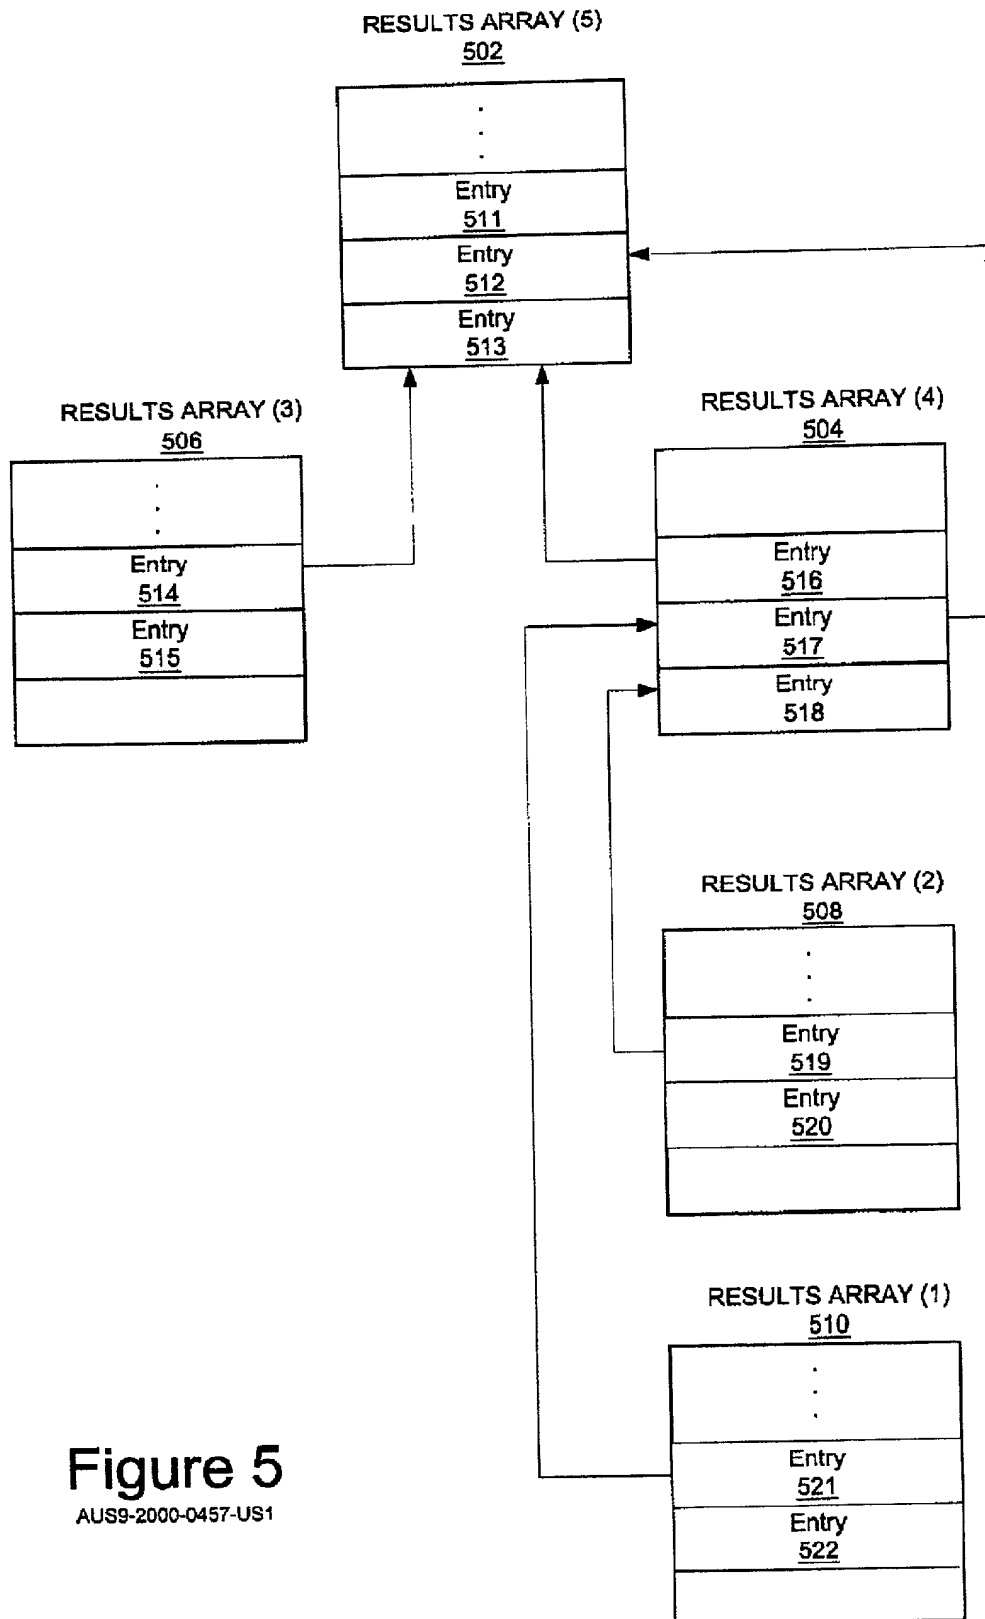 RESULTS ARRAY (5)
502
Entry
511
Entry
512
Entry
513
RESULTS ARRAY (3)
506
Entry
514
Entry
515
RESULTS ARRAY (4)
504
Entry
516
Entry
517
Entry
518
RESULTS ARRAY (2)
508
Entry
519
Entry
520
RESULTS ARRAY (1)
510
Entry
521
Entry
522
Figure 5
AUS9-2000-0457-US1